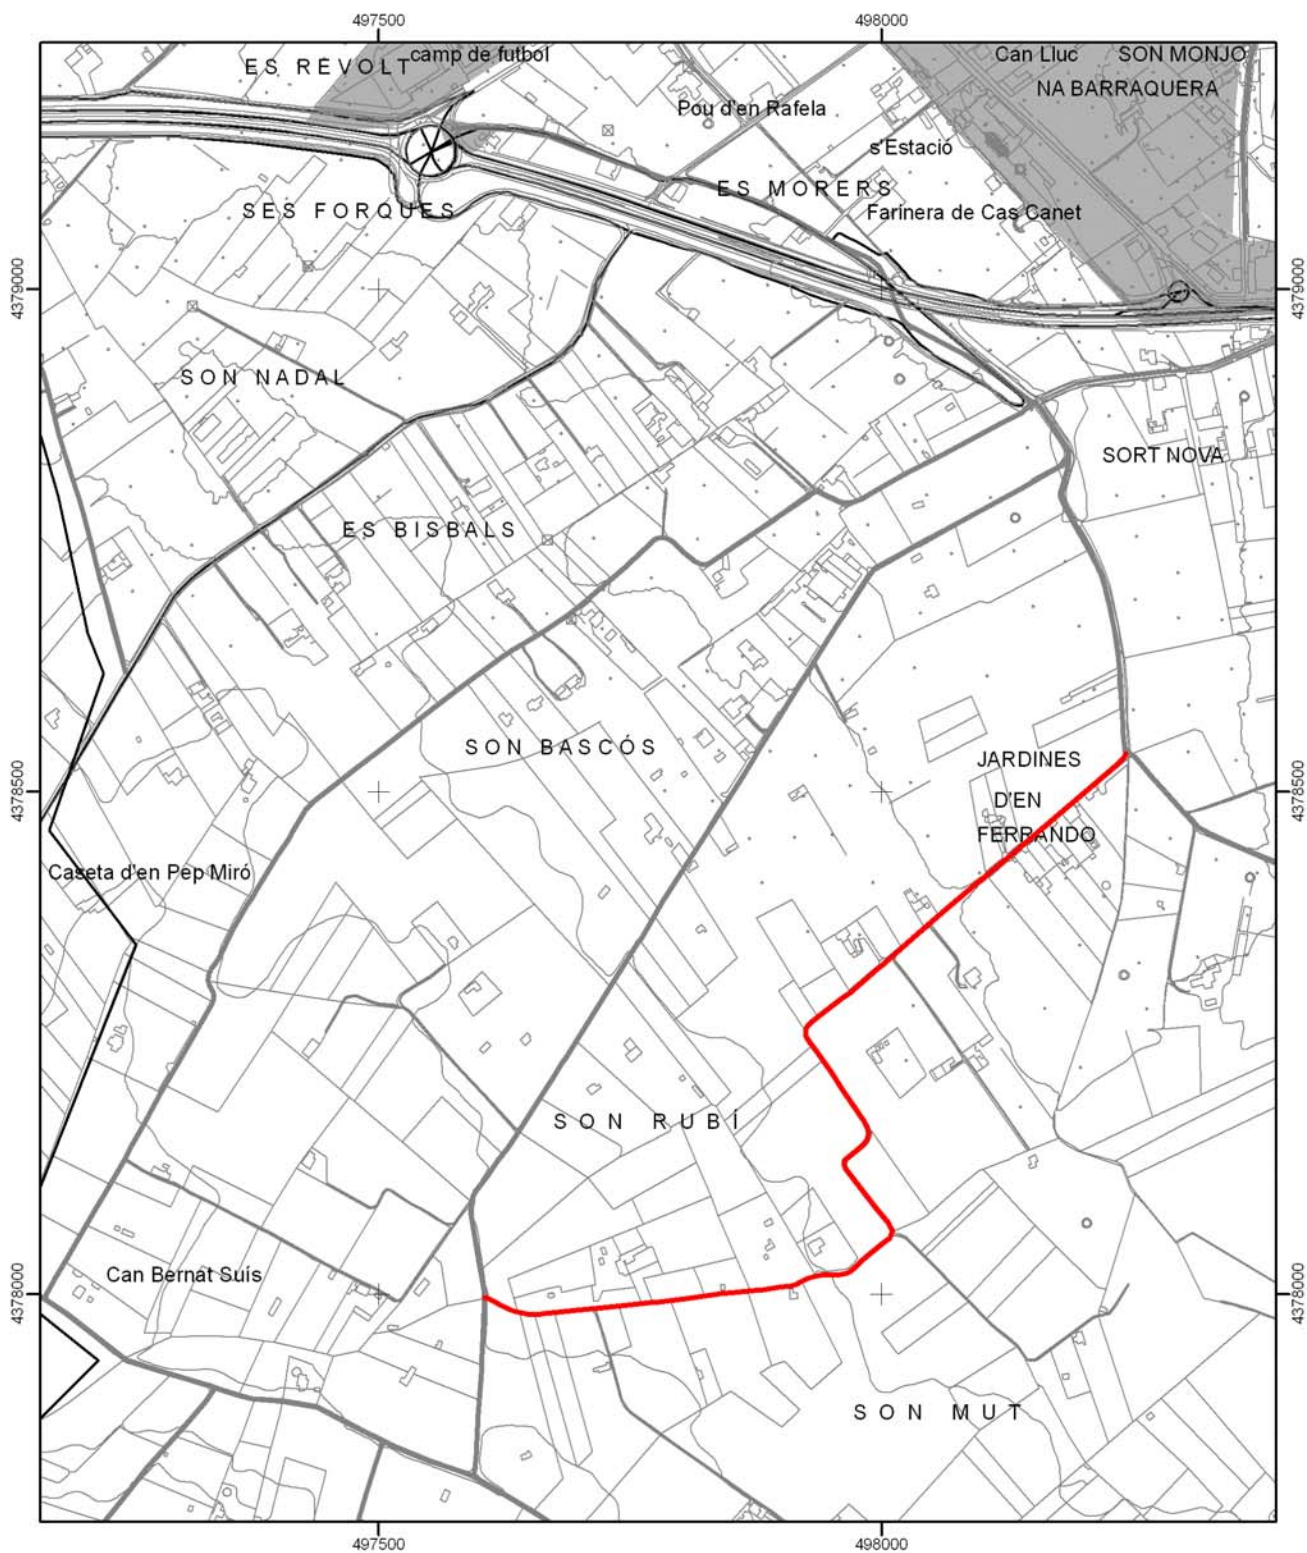 497500
498000
camp de futbol
Can Lluc
SON MONJO
ES REVOLT
NA BARRAQUERA
Pou d'en Rafela
s'Estació
ES MORERS
SES FORQUES
Farinera de Cas Canet
4379000
4379000
SON NADAL
SORT NOVA
ES BISBALS
SON BASCÓS
JARDINES
D'EN
FERRANDO
4378500
4378500
Caseta d'en Pep Miró
SON RUBÍ
Can Bernat Suís
4378000
4378000
SON MUT
497500
498000